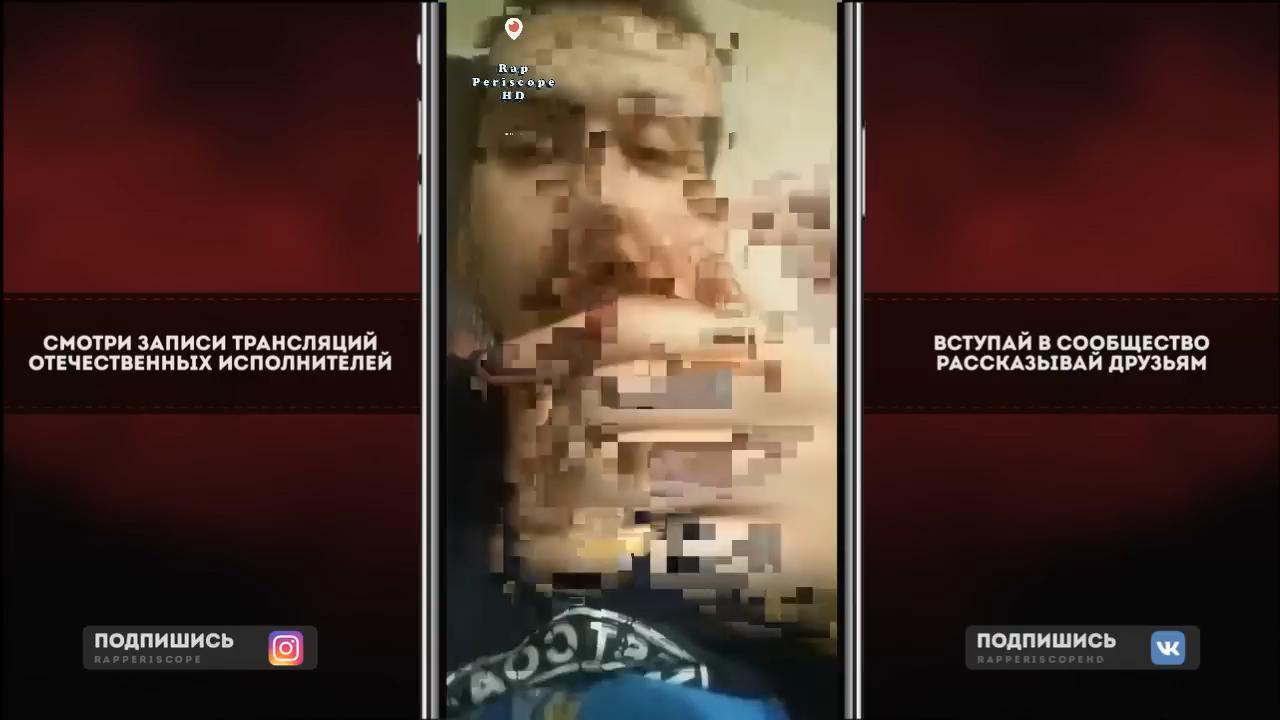 Rap
Periscope
HD
СМОТРИ ЗАПИСИ ТРАНСЛЯЦИЙ
ОТЕЧЕСТВЕННЫХ ИСПОЛНИТЕЛЕЙ
ВСТУПАЙ В СООБЩЕСТВО
РАССКАЗЫВАЙ ДРУЗЬЯМ
ПОДПИШИСЬ
RAPPERISCOPE
ПОДПИШИСЬ
RAPPERISCOPEHD